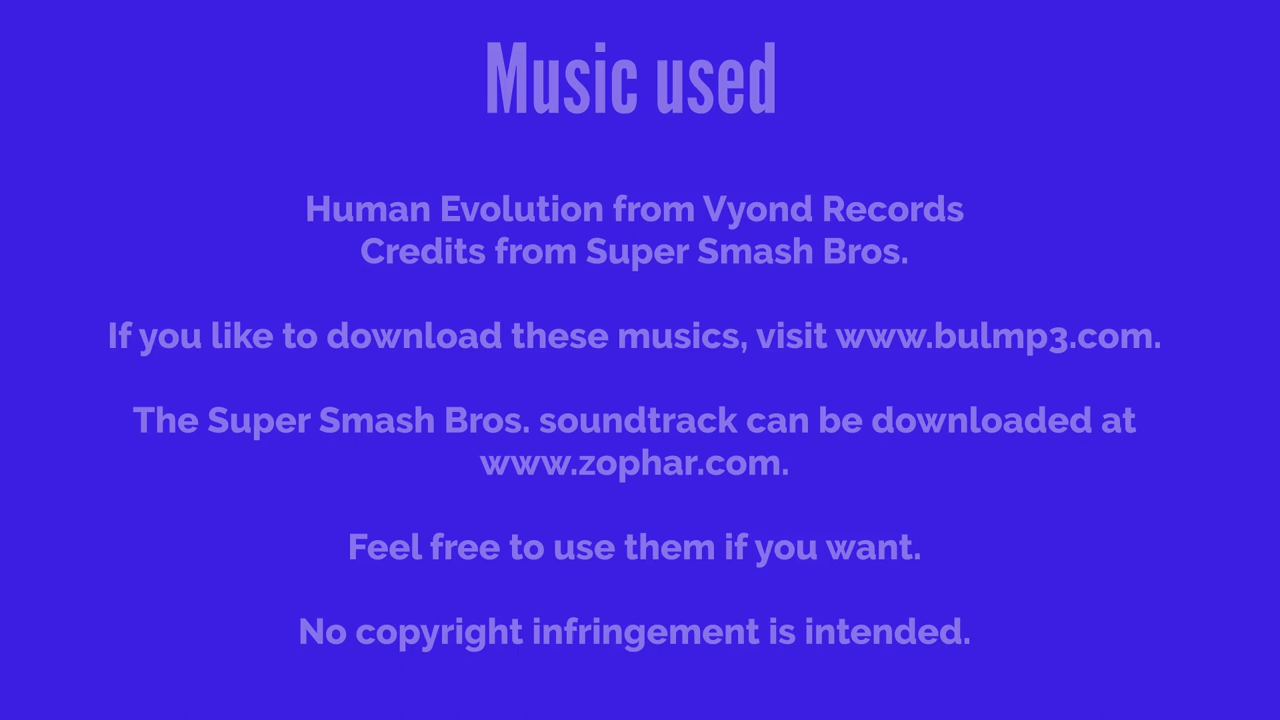 Music used
Human Evolution from Vyond Records
Credits from Super Smash Bros.
If you like to download these musics, visit www.bulmp3.com.
The Super Smash Bros. soundtrack can be downloaded at
www.zophar.com.
Feel free to use them if you want.
No copyright infringement is intended.